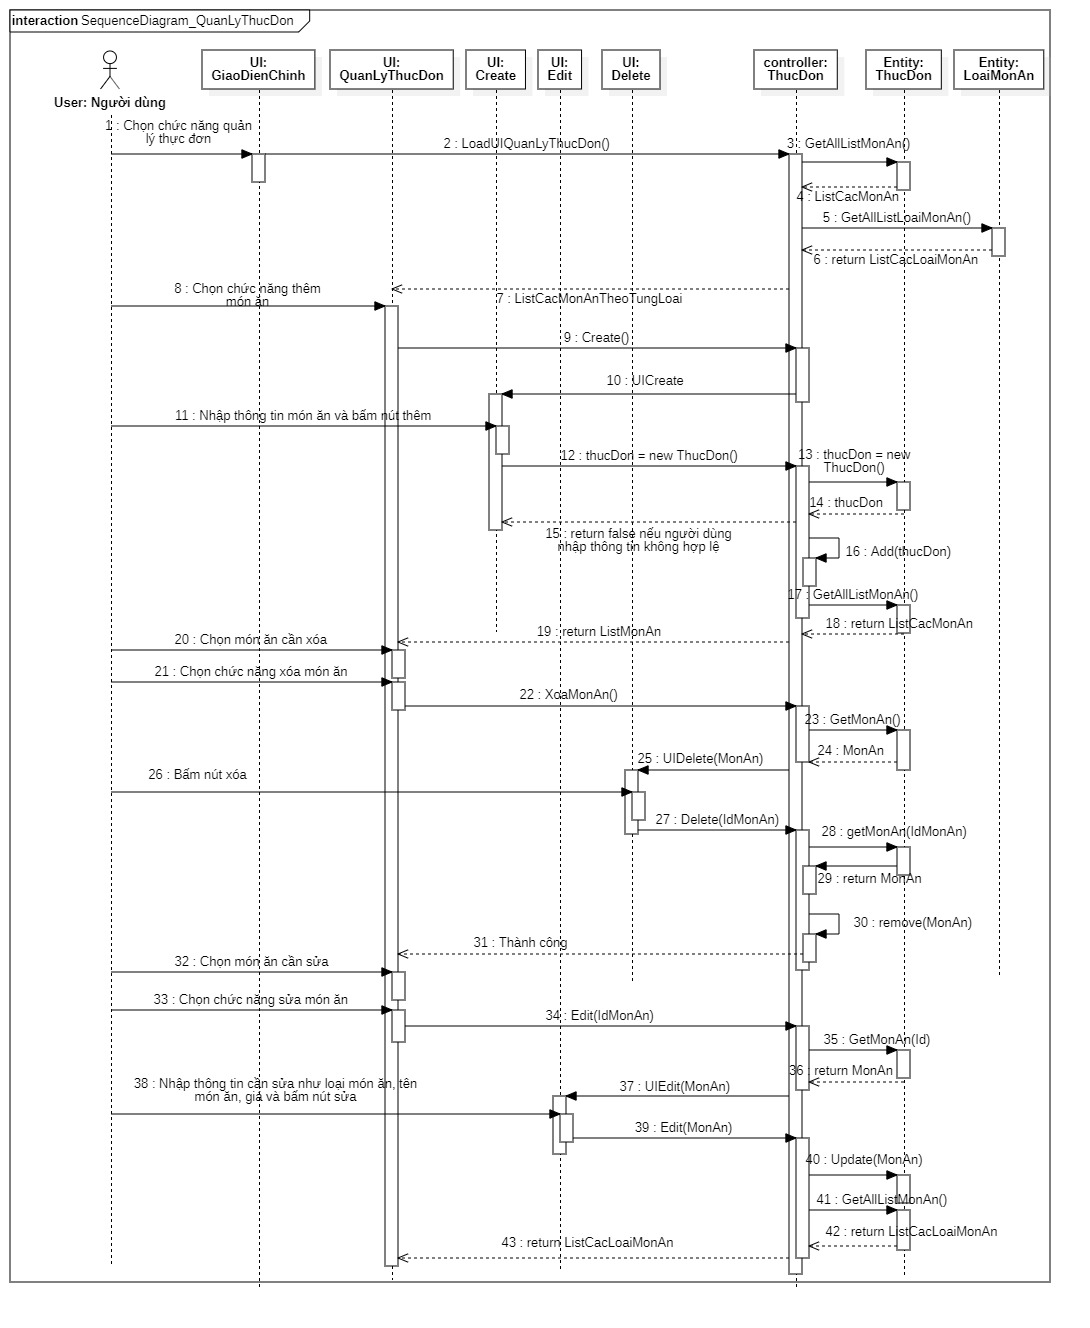 interaction SequenceDiagram_QuanLyThucDon
UI:
GiaoDienChinh
UI:
QuanLyThucDon
UI:
Create
UI:
Edit
UI:
Delete
controller:
ThucDon
Entity:
ThucDon
Entity:
LoaiMonAn
User: Người dùng
1 : Chọn chức năng quản
lý thực đơn
2 : LoadUIQuanLyThucDon()
3 : GetAllListMonAn()
4 : ListCacMonAn
5 : GetAllListLoaiMonAn()
6 : return ListCacLoaiMonAn
7 : ListCacMonAnTheoTungLoai
8 : Chọn chức năng thêm
món ăn
9 : Create()
10 : UICreate
11 : Nhập thông tin món ăn và bấm nút thêm
12 : thucDon = new ThucDon()
13 : thucDon = new
ThucDon()
14 : thucDon
15 : return false nếu người dùng
nhập thông tin không hợp lệ
16 : Add(thucDon)
17 : GetAllListMonAn()
18 : return ListCacMonAn
19 : return ListMonAn
20 : Chọn món ăn cần xóa
21 : Chọn chức năng xóa món ăn
22 : XoaMonAn()
23 : GetMonAn()
24 : MonAn
25 : UIDelete(MonAn)
26 : Bấm nút xóa
27 : Delete(IdMonAn)
28 : getMonAn(IdMonAn)
29 : return MonAn
30 : remove(MonAn)
31 : Thành công
32 : Chọn món ăn cần sửa
33 : Chọn chức năng sửa món ăn
34 : Edit(IdMonAn)
35 : GetMonAn(Id)
36 : return MonAn
37 : UIEdit(MonAn)
38 : Nhập thông tin cần sửa như loại món ăn, tên
món ăn, giá và bấm nút sửa
39 : Edit(MonAn)
40 : Update(MonAn)
41 : GetAllListMonAn()
42 : return ListCacLoaiMonAn
43 : return ListCacLoaiMonAn